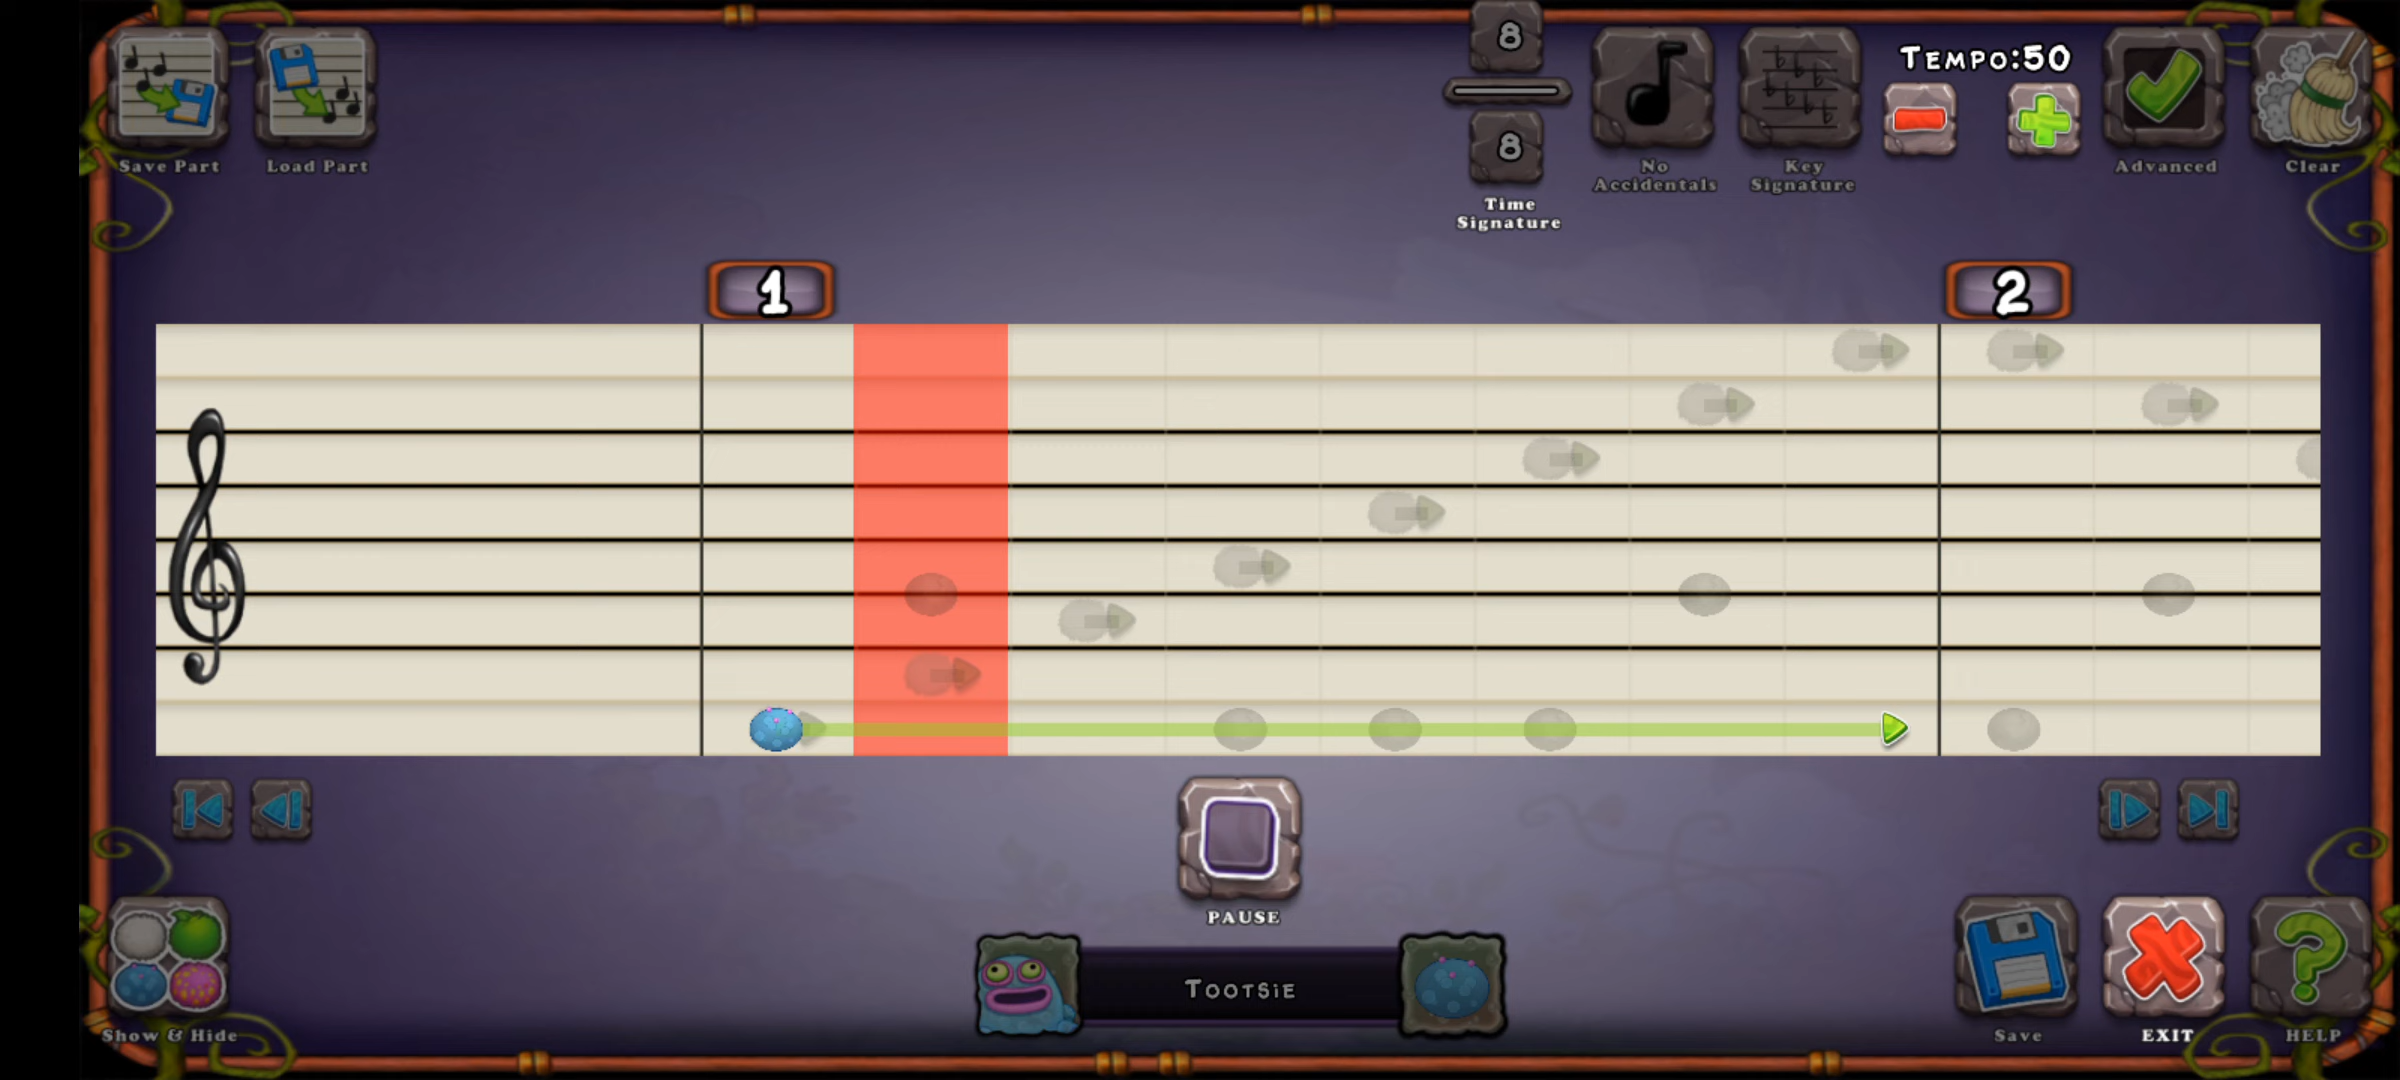 8
8
Time
Signature
Save Part
Load Part
No
Accidentals
Key
Signature
Tempo:50
Advanced
Clear
1
2
PAUSE
Tootsie
Show & Hide
Save
EXIT
HELP